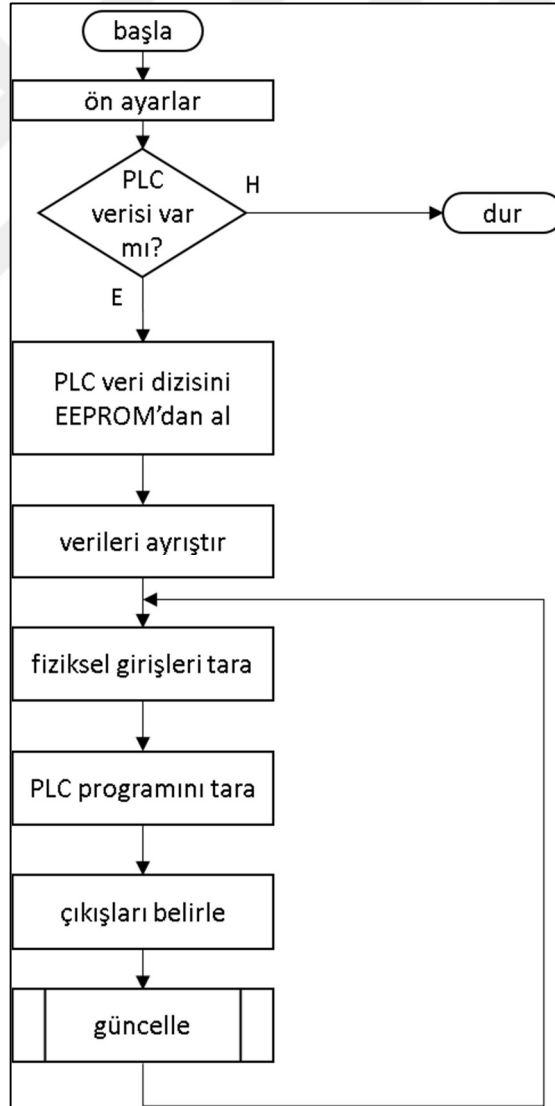 başla
ön ayarlar
PLC
verisi var
mı?
H
dur
E
PLC veri dizisini
EEPROM'dan al
verileri ayrıştır
fiziksel girişleri tara
PLC programını tara
çıkışları belirle
güncelle